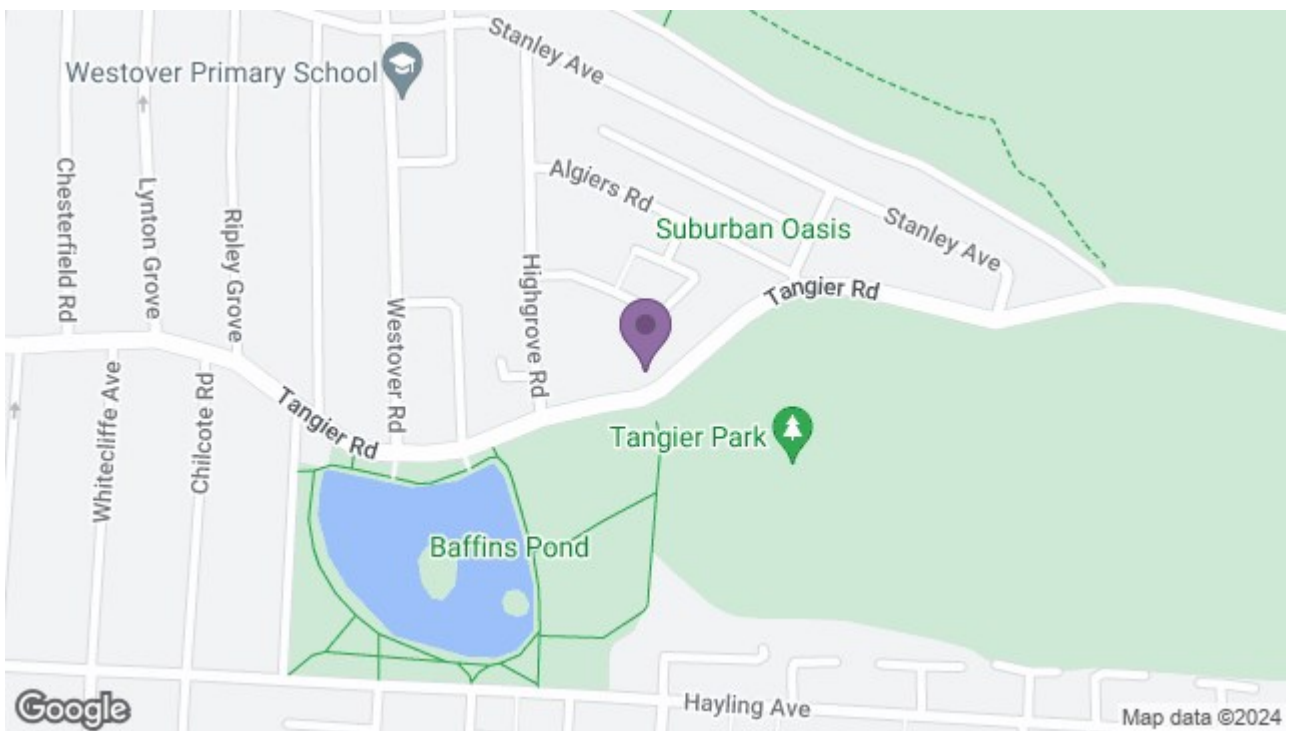 Stanley Ave
Westover Primary School
Algiers Rd
Chesterfield Rd
Lynton Grove
Ripley Grove
Suburban Oasis
Stanley Ave
Highgrove Rd
Tangier Rd
Westover Rd
Whitecliffe Ave
Chilcote Rd
Tangier Rd
Tangier Park
Baffins Pond
Hayling Ave
Google
Map data ©2024